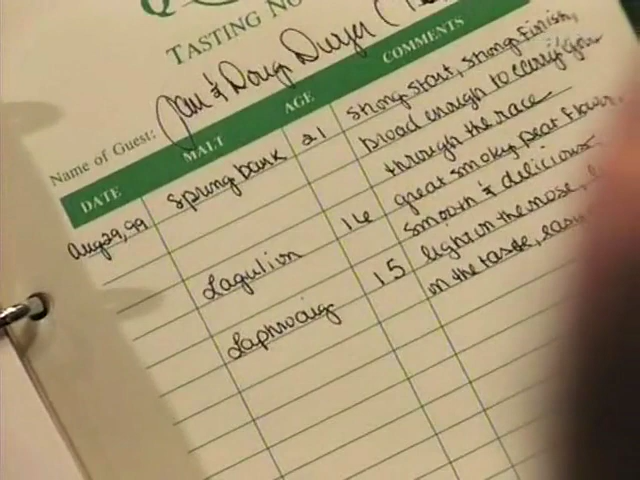 TASTING NO
Name of Guest: Jan & Doug Dwyer
DATE MALT AGE COMMENTS
Aug 29, 99 Springbank 21 strong start, strong finish,
broad enough to carry you
through the race
Lagulivn 16 great smoky peat flavor,
smooth & delicious
Laphroaig 15 light on the nose,
on the taste,